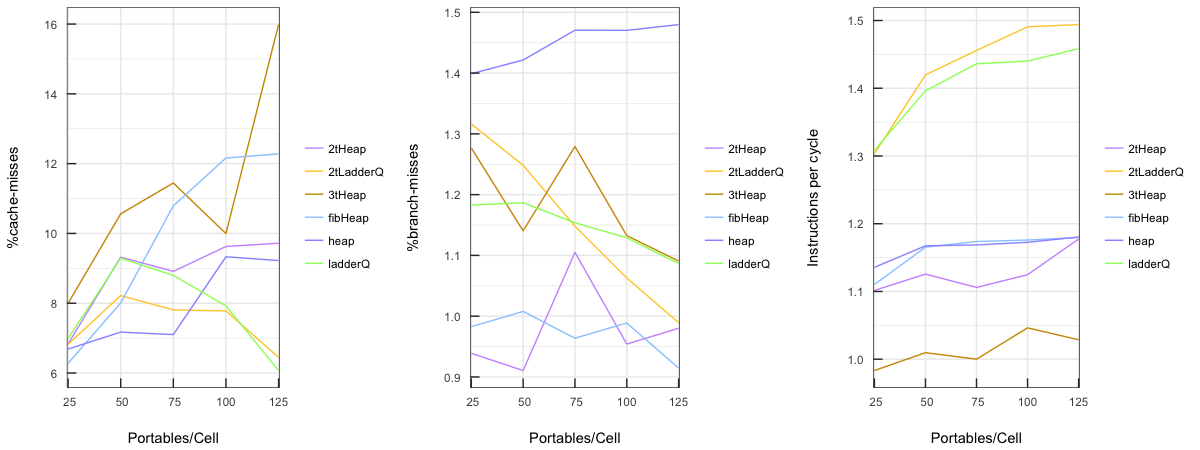 %cache-misses
16
14
12
10
8
6
25 50 75 100 125
Portables/Cell
2tHeap
2tLadderQ
3tHeap
fibHeap
heap
ladderQ
%branch-misses
1.5
1.4
1.3
1.2
1.1
1.0
0.9
25 50 75 100 125
Portables/Cell
2tHeap
2tLadderQ
3tHeap
fibHeap
heap
ladderQ
Instructions per cycle
1.5
1.4
1.3
1.2
1.1
1.0
25 50 75 100 125
Portables/Cell
2tHeap
2tLadderQ
3tHeap
fibHeap
heap
ladderQ